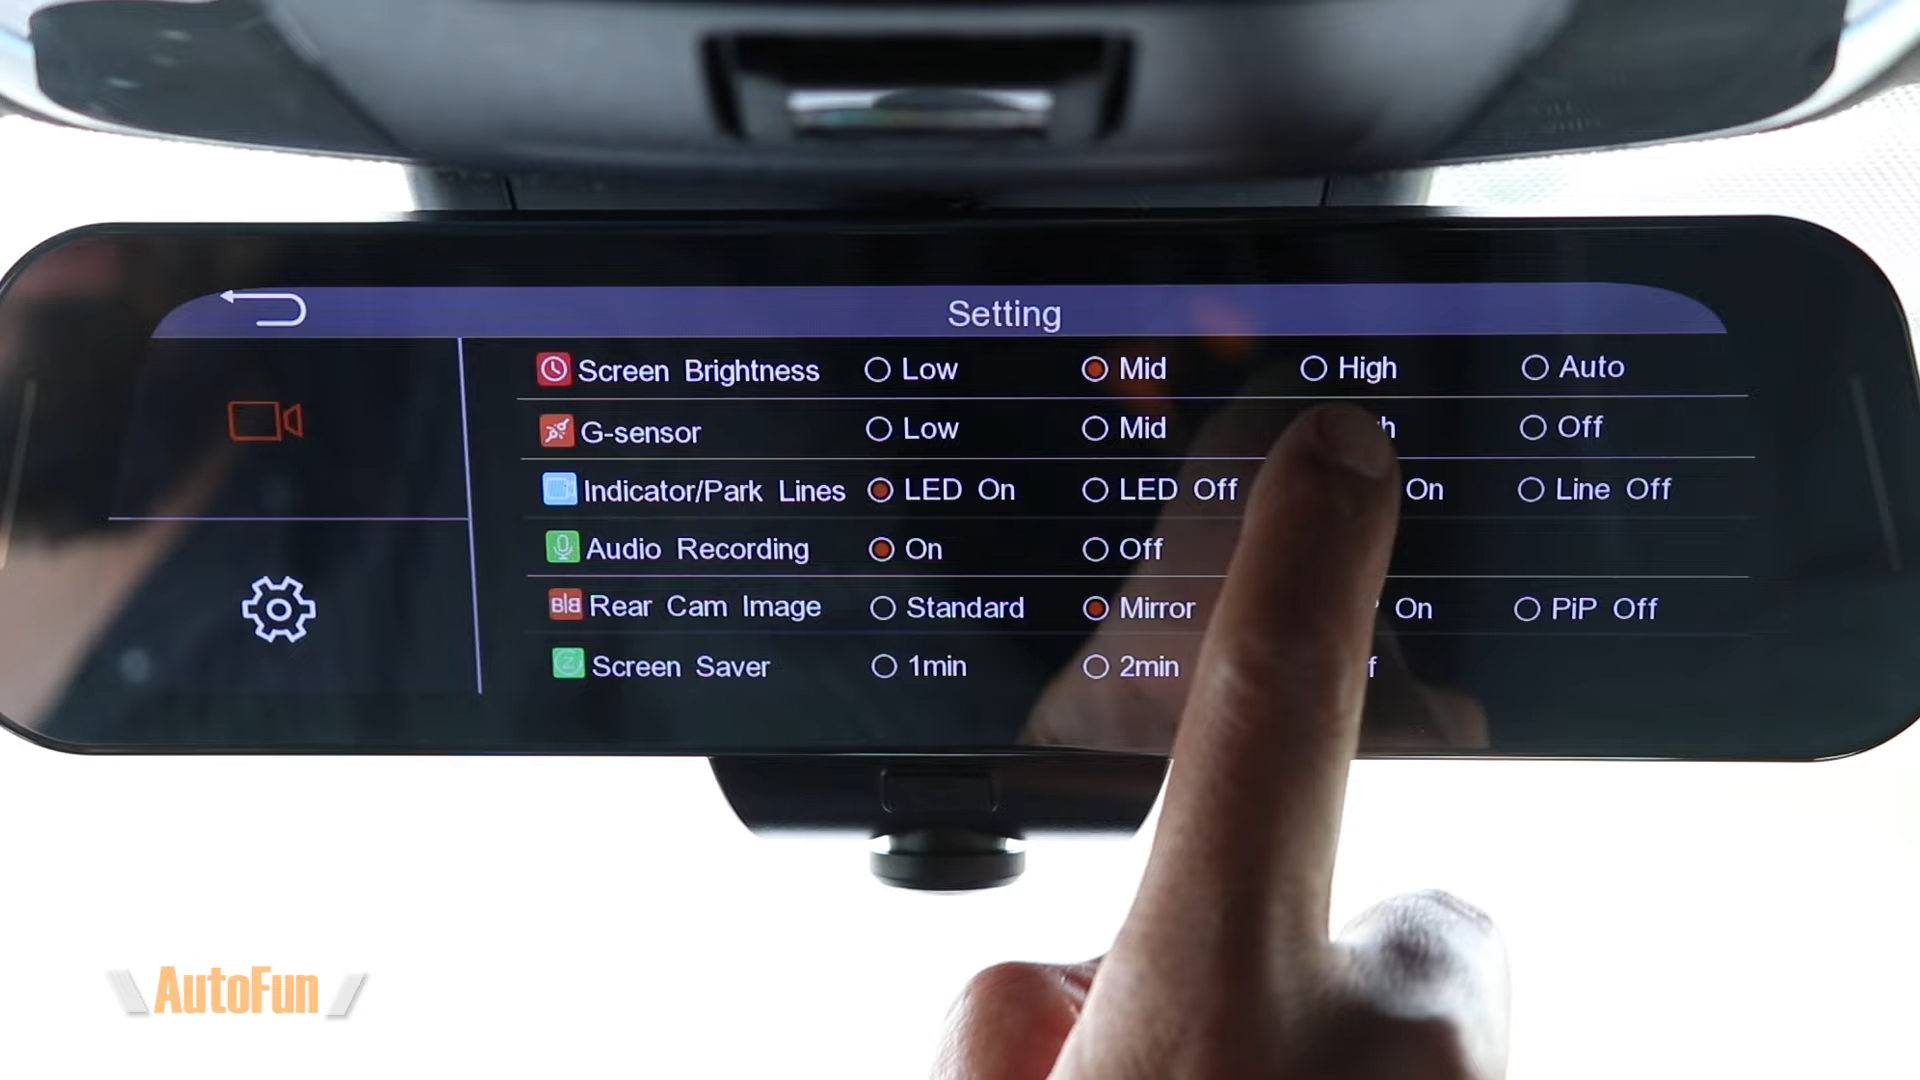 Setting
Screen Brightness Low Mid High Auto
G-sensor Low Mid Off
Indicator/Park Lines LED On LED Off On Line Off
Audio Recording On Off
B|B Rear Cam Image Standard Mirror On PiP Off
Z Screen Saver 1min 2min
AutoFun